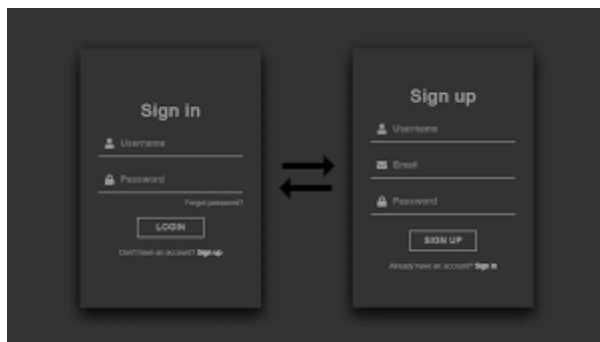 Sign in
Username
Password
Forgot password?
LOGIN
Don't have an account? Sign up
Sign up
Username
Email
Password
SIGN UP
Already have an account? Sign in